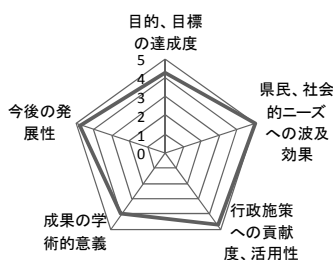 目的、目標
の達成度
5
4
3
2
1
0
県民、社会
的ニーズ
への波及
効果
行政施策
への貢献
度、活用性
成果の学
術的意義
今後の発
展性